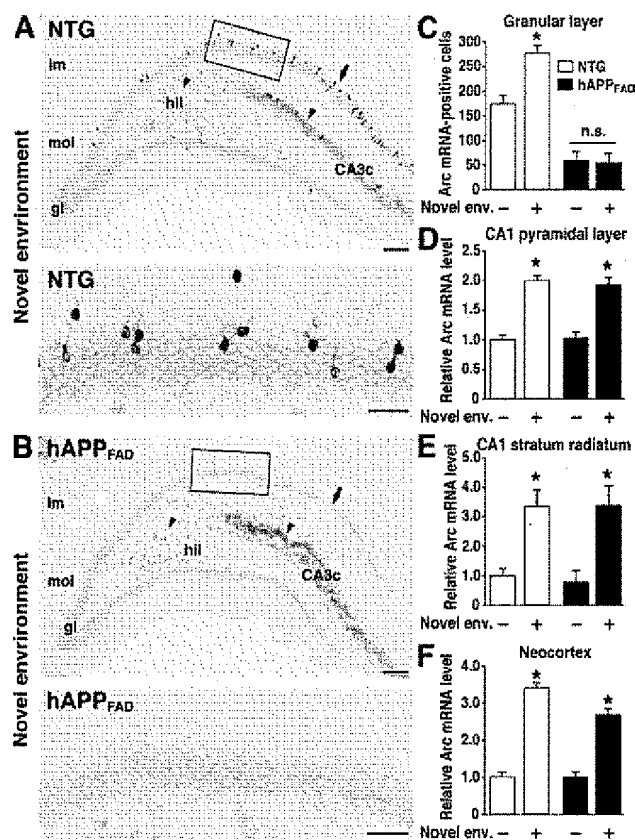 A NTG
lm
hil
mol
CA3c
gl
Novel envrironment
NTG
B hAPPFAD
lm
hil
mol
CA3c
gl
Novel envrironment
hAPPFAD
C Granular layer
Arc mRNA-positive cells
300
250
200
150
100
50
0
*
NTG
hAPPFAD
n.s.
Novel env. – + – +
D CA1 pyramidal layer
Relative Arc mRNA level
2.5
2.0
1.5
1.0
.5
0
* *
Novel env. – + – +
E CA1 stratum radiatum
Relative Arc mRNA level
5.0
4.0
3.0
2.0
1.0
0
* *
Novel env. – + – +
F Neocortex
Relative Arc mRNA level
4.0
3.0
2.0
1.0
0
* *
Novel env. – + – +